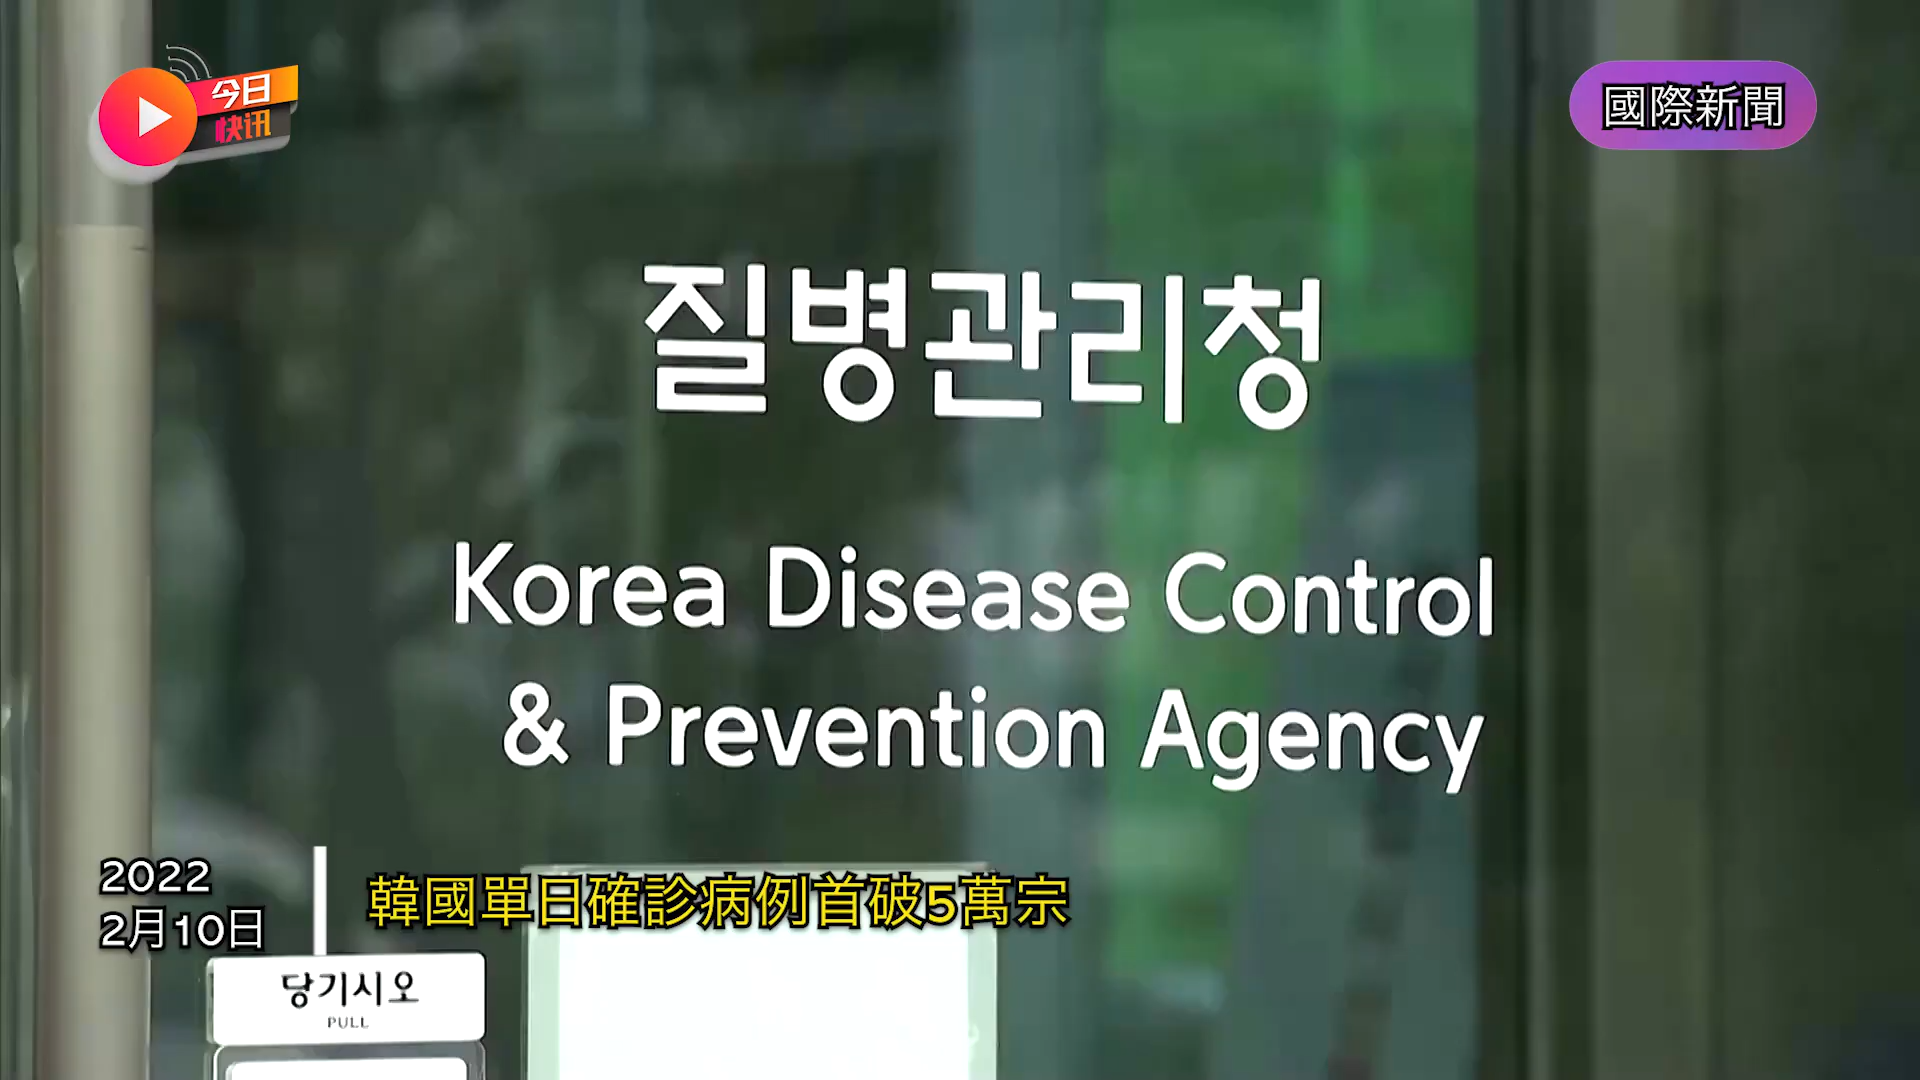 今日
快讯
國際新聞
질병관리청
Korea Disease Control
& Prevention Agency
2022
2月10日
韓國單日確診病例首破5萬宗
당기시오
PULL